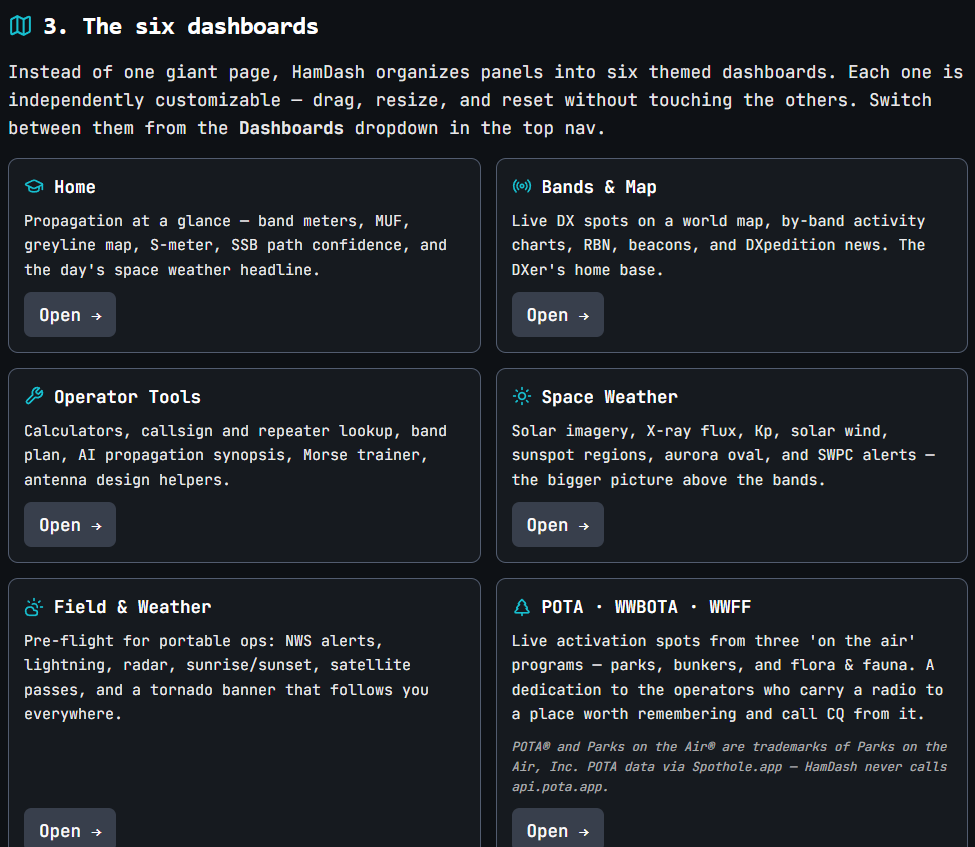 3. The six dashboards
Instead of one giant page, HamDash organizes panels into six themed dashboards. Each one is
independently customizable — drag, resize, and reset without touching the others. Switch
between them from the Dashboards dropdown in the top nav.
Home
Propagation at a glance — band meters, MUF,
greyline map, S-meter, SSB path confidence, and
the day's space weather headline.
Open →
Bands & Map
Live DX spots on a world map, by-band activity
charts, RBN, beacons, and DXpedition news. The
DXer's home base.
Open →
Operator Tools
Calculators, callsign and repeater lookup, band
plan, AI propagation synopsis, Morse trainer,
antenna design helpers.
Open →
Space Weather
Solar imagery, X-ray flux, Kp, solar wind,
sunspot regions, aurora oval, and SWPC alerts —
the bigger picture above the bands.
Open →
Field & Weather
Pre-flight for portable ops: NWS alerts,
lightning, radar, sunrise/sunset, satellite
passes, and a tornado banner that follows you
everywhere.
Open →
POTA · WWBOTA · WWFF
Live activation spots from three 'on the air'
programs — parks, bunkers, and flora & fauna. A
dedication to the operators who carry a radio to
a place worth remembering and call CQ from it.
POTA® and Parks on the Air® are trademarks of Parks on the
Air, Inc. POTA data via Spothole.app — HamDash never calls
api.pota.app.
Open →